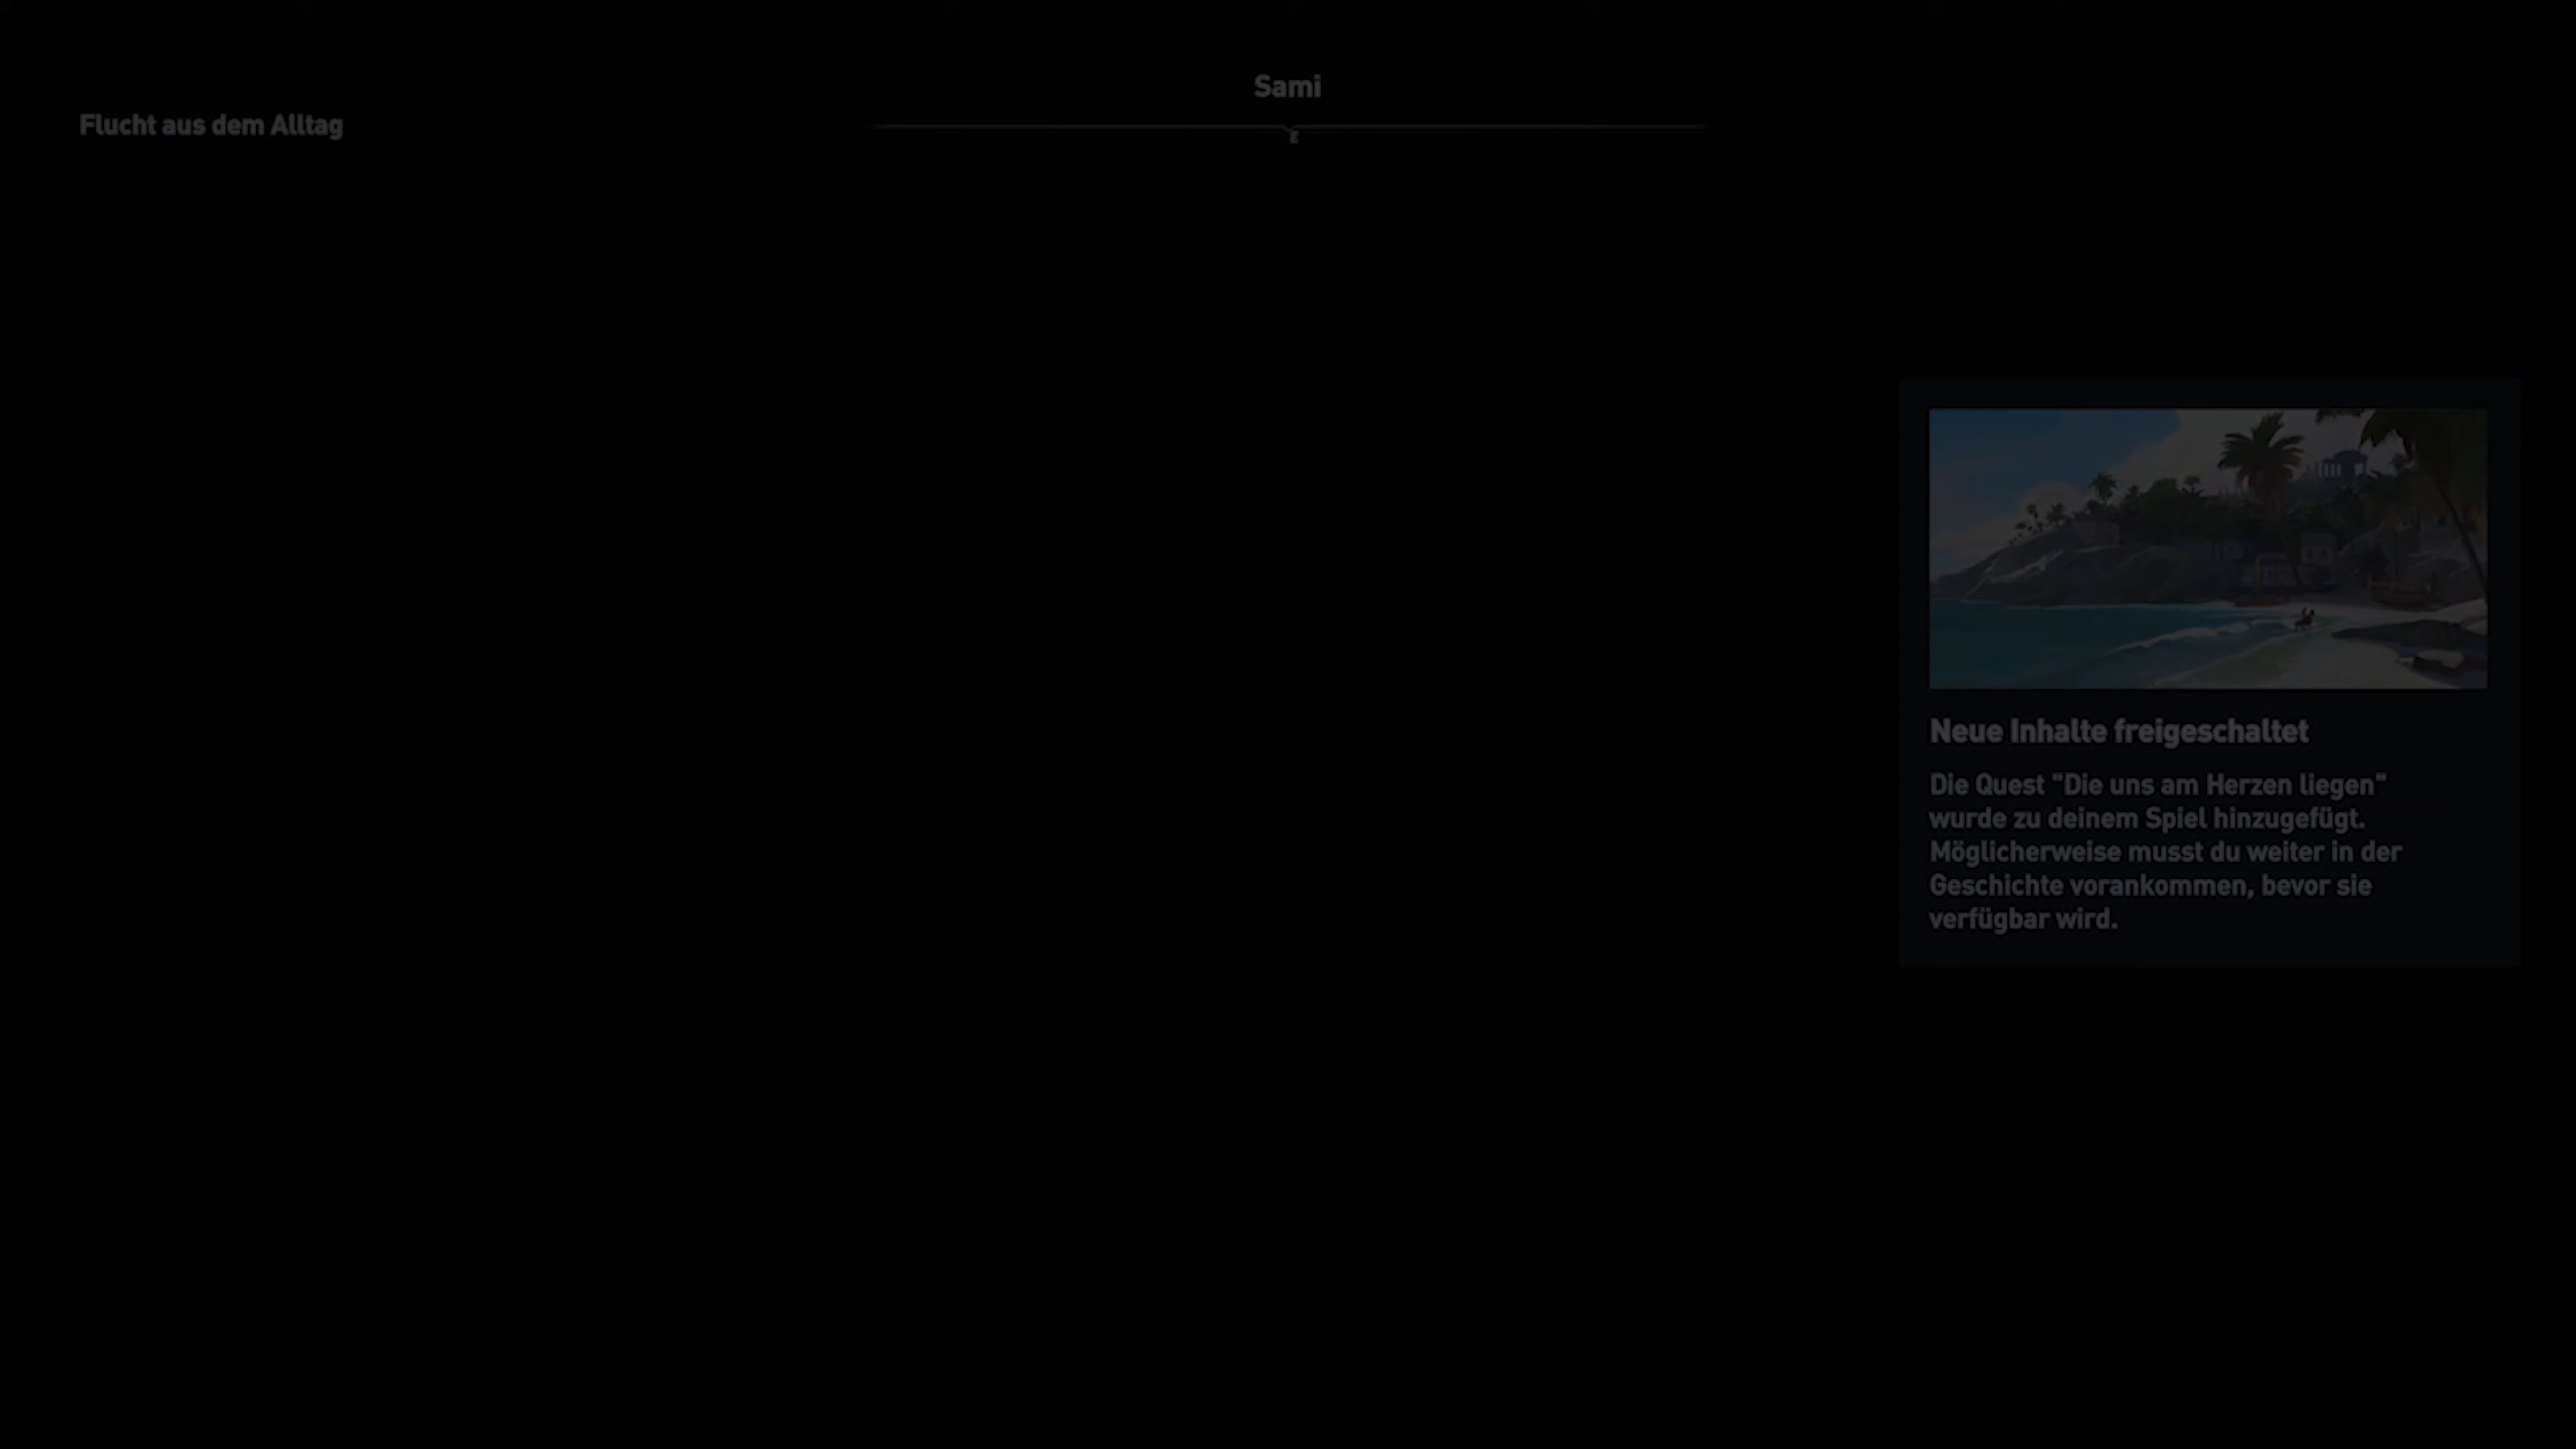 Sami
Flucht aus dem Alltag
E
Neue Inhalte freigeschaltet
Die Quest "Die uns am Herzen liegen"
wurde zu deinem Spiel hinzugefügt.
Möglicherweise musst du weiter in der
Geschichte vorankommen, bevor sie
verfügbar wird.